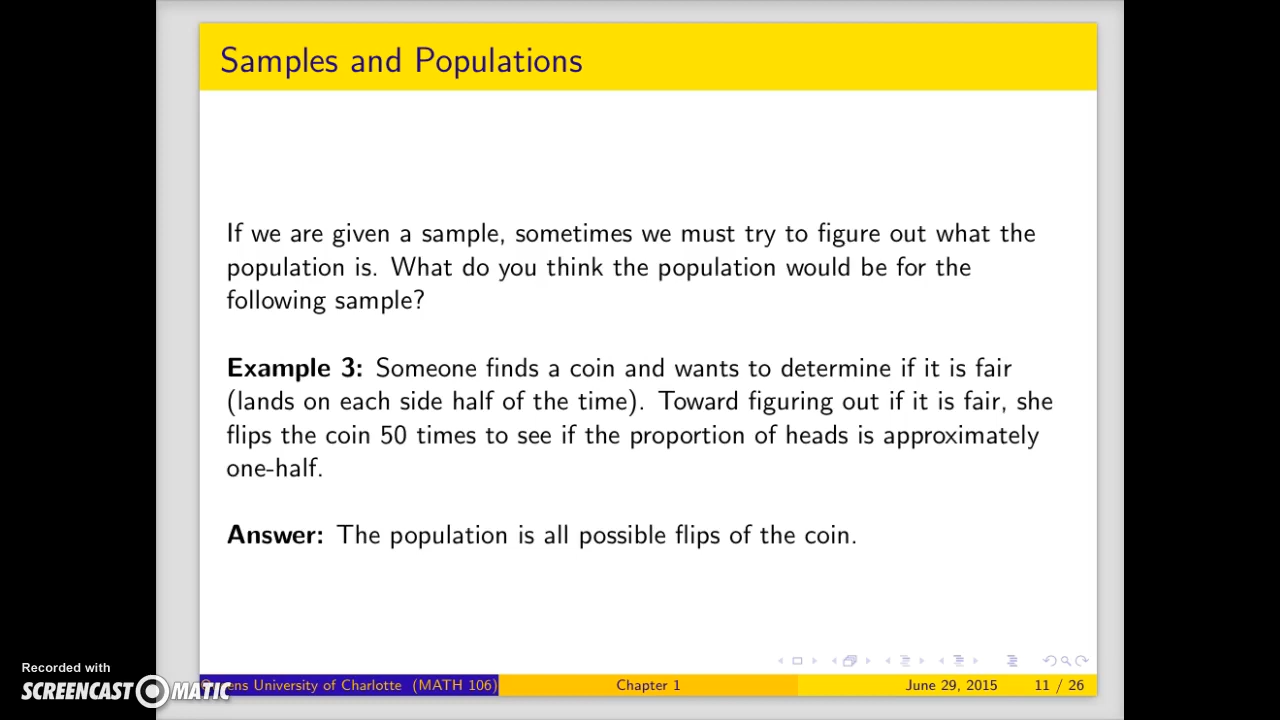 Samples and Populations
If we are given a sample, sometimes we must try to figure out what the
population is. What do you think the population would be for the
following sample?
Example 3: Someone finds a coin and wants to determine if it is fair
(lands on each side half of the time). Toward figuring out if it is fair, she
flips the coin 50 times to see if the proportion of heads is approximately
one-half.
Answer: The population is all possible flips of the coin.
Recorded with
SCREENCAST-O-MATIC
University of Charlotte (MATH 106)
Chapter 1
June 29, 2015
11 / 26